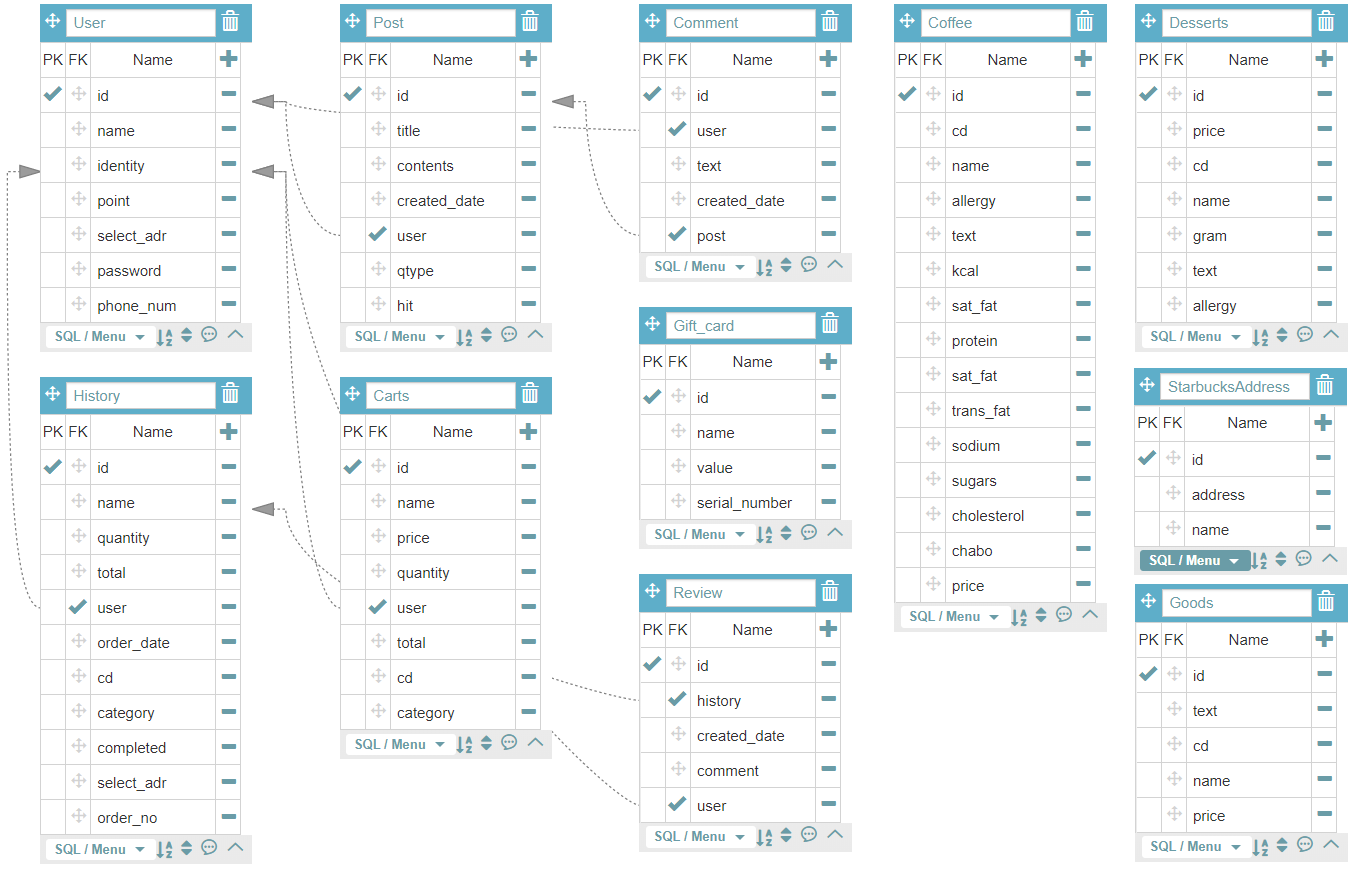 User
PK FK Name
id
name
identity
point
select_adr
password
phone_num
SQL / Menu
Post
PK FK Name
id
title
contents
created_date
user
qtype
hit
SQL / Menu
Comment
PK FK Name
id
user
text
created_date
post
SQL / Menu
Coffee
PK FK Name
id
cd
name
allergy
text
kcal
sat_fat
protein
sat_fat
trans_fat
sodium
sugars
cholesterol
chabo
price
SQL / Menu
Desserts
PK FK Name
id
price
cd
name
gram
text
allergy
SQL / Menu
History
PK FK Name
id
name
quantity
total
user
order_date
cd
category
completed
select_adr
order_no
SQL / Menu
Carts
PK FK Name
id
name
price
quantity
user
total
cd
category
SQL / Menu
Gift_card
PK FK Name
id
name
value
serial_number
SQL / Menu
Review
PK FK Name
id
history
created_date
comment
user
SQL / Menu
StarbucksAddress
PK FK Name
id
address
name
SQL / Menu
Goods
PK FK Name
id
text
cd
name
price
SQL / Menu